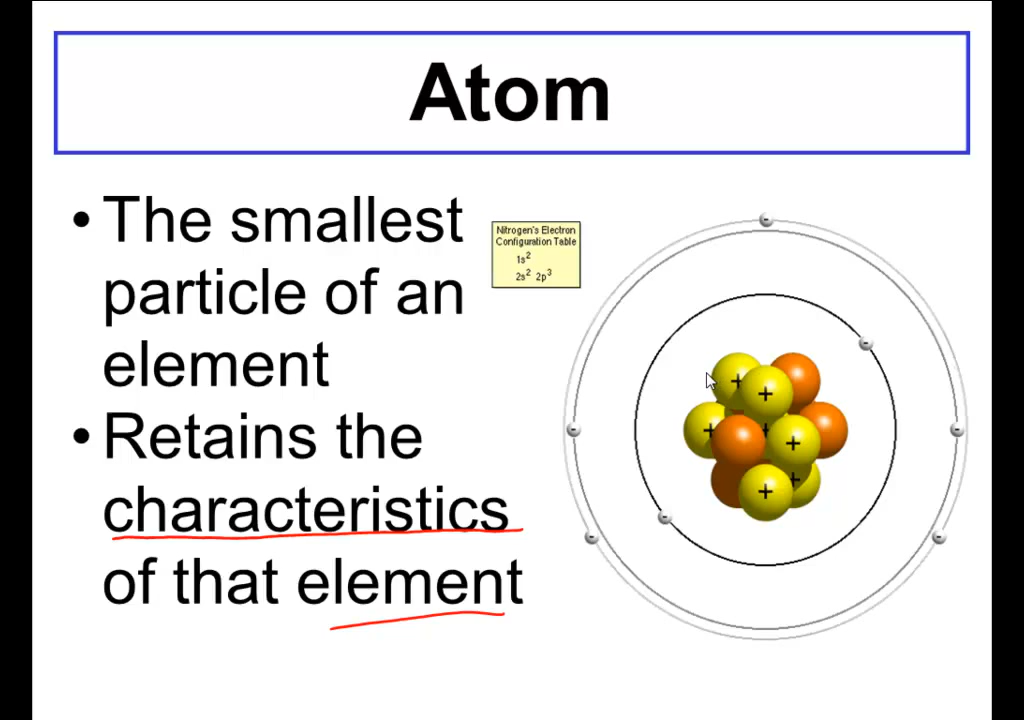 Atom
• The smallest
particle of an
element
• Retains the
characteristics
of that element
Nitrogen's Electron
Configuration Table
1s²
2s² 2p³
-
-
-
-
-
-
-
+
+
+
+
+
+
+